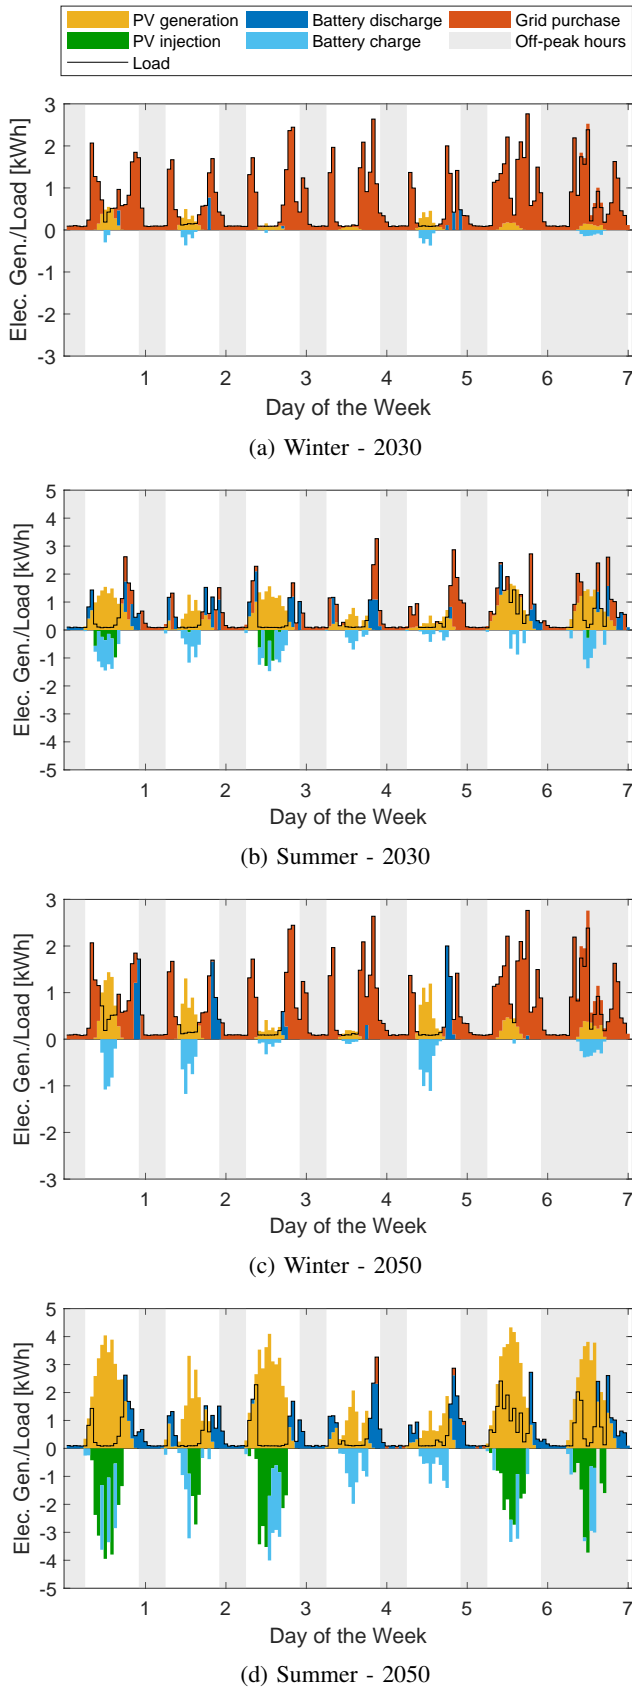 PV generation Battery discharge Grid purchase
PV injection Battery charge Off-peak hours
Load
3
2
1
0
-1
-2
-3
Elec. Gen./Load [kWh]
1 2 3 4 5 6 7
Day of the Week
(a) Winter - 2030
5
4
3
2
1
0
-1
-2
-3
-4
-5
Elec. Gen./Load [kWh]
1 2 3 4 5 6 7
Day of the Week
(b) Summer - 2030
3
2
1
0
-1
-2
-3
Elec. Gen./Load [kWh]
1 2 3 4 5 6 7
Day of the Week
(c) Winter - 2050
5
4
3
2
1
0
-1
-2
-3
-4
-5
Elec. Gen./Load [kWh]
1 2 3 4 5 6 7
Day of the Week
(d) Summer - 2050